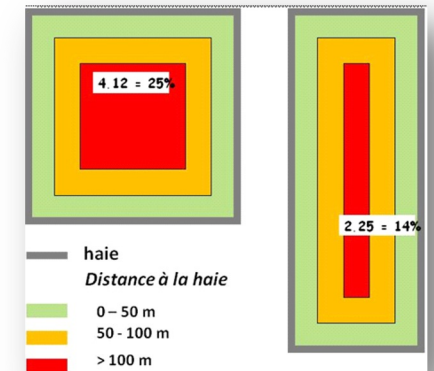 4.12 = 25%
2.25 = 14%
haie
Distance à la haie
0 – 50 m
50 - 100 m
> 100 m